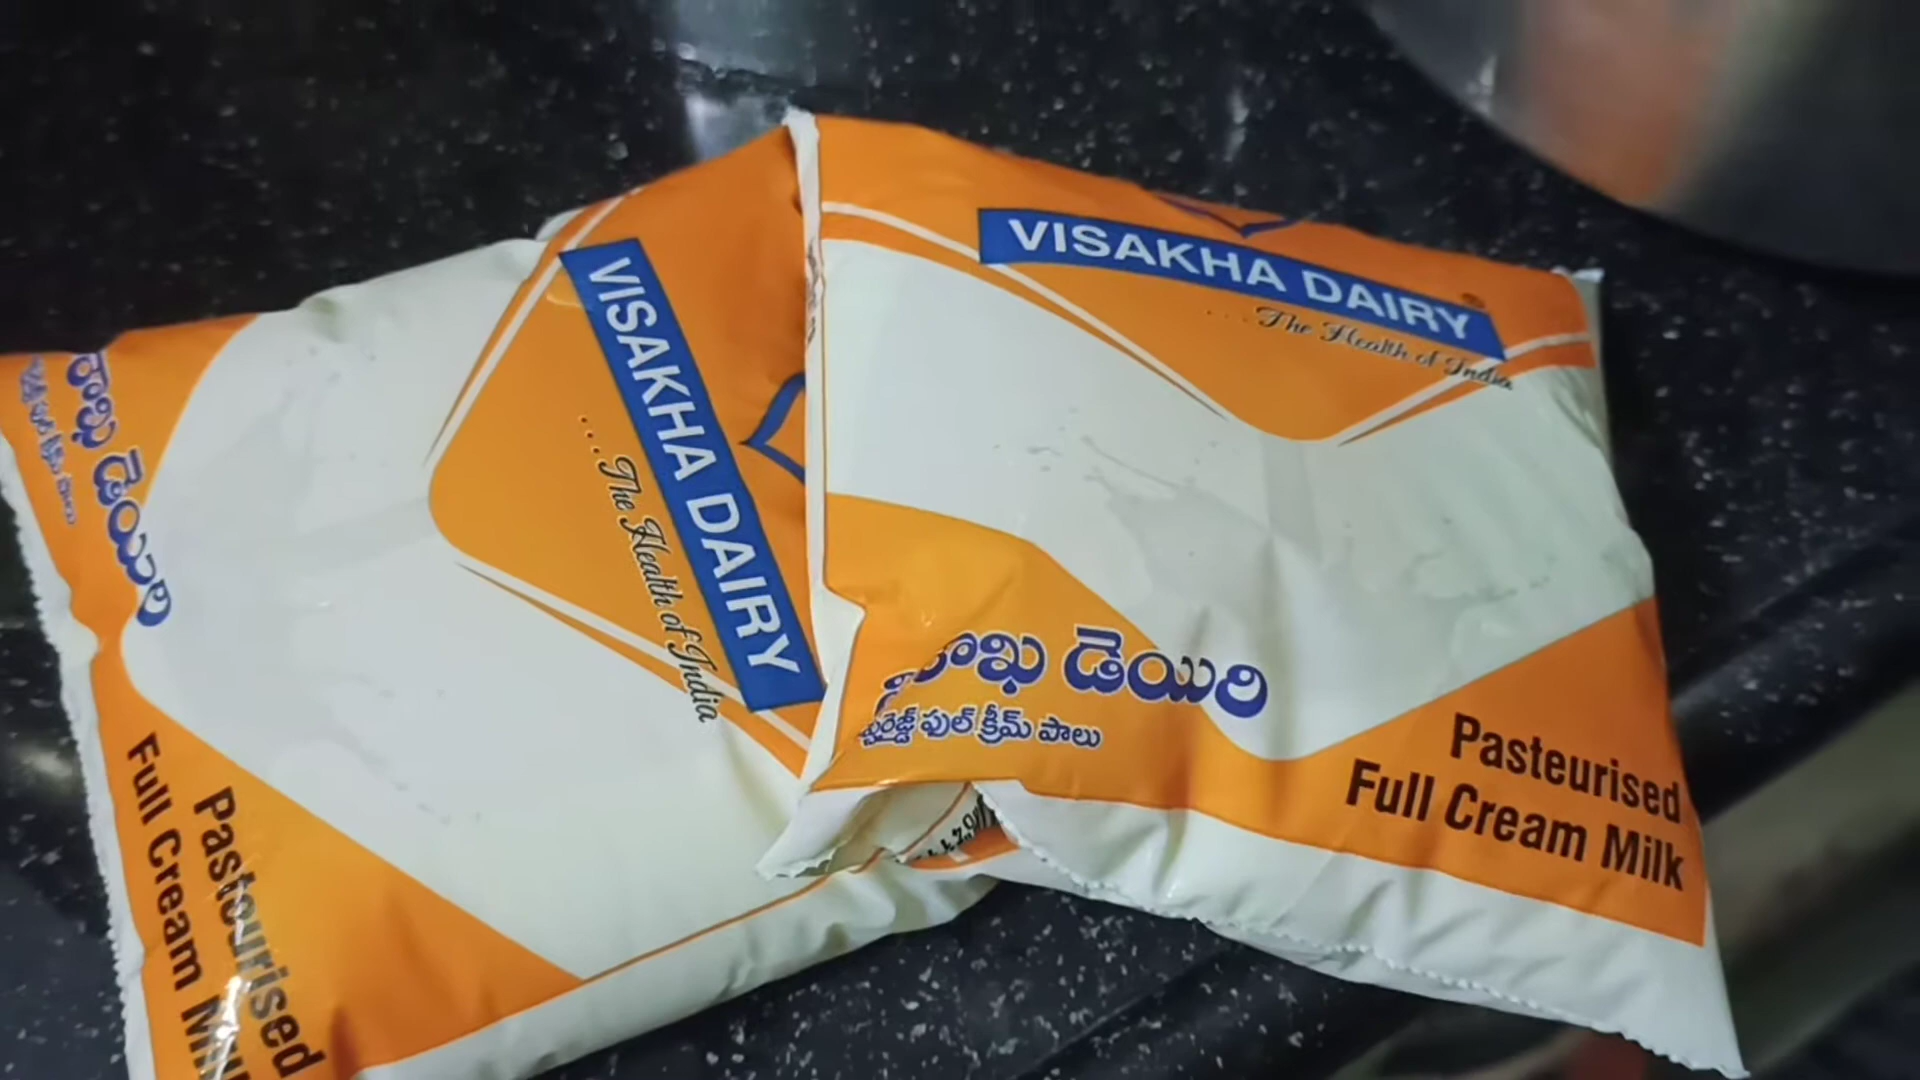 VISAKHA DAIRY
...The Health of India
డెయిరి
Pasteurised
Full Cream
VISAKHA DAIRY®
...The Health of India
డెయిరి
ఫుల్ క్రీమ్ పాలు
Pasteurised
Full Cream Milk